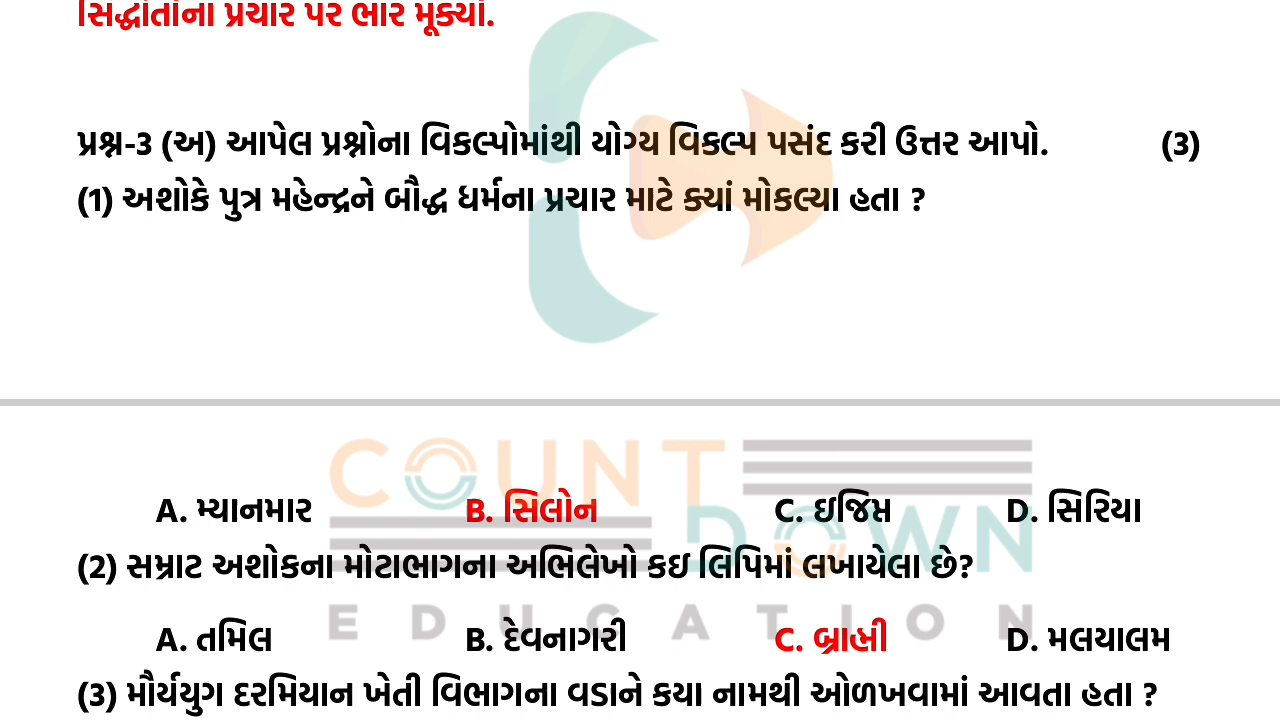 સિદ્ધાંતોના પ્રચાર પર ભાર મૂક્યો.
પ્રશ્ન-3 (અ) આપેલ પ્રશ્નોના વિકલ્પોમાંથી યોગ્ય વિકલ્પ પસંદ કરી ઉત્તર આપો. (3)
(1) અશોકે પુત્ર મહેન્દ્રને બૌદ્ધ ધર્મના પ્રચાર માટે ક્યાં મોકલ્યા હતા ?
COUNT
A. મ્યાનમાર B. સિલોન C. ઇજિપ્ત D. સિરિયા
DOWN
(2) સમ્રાટ અશોકના મોટાભાગના અભિલેખો કઇ લિપિમાં લખાયેલા છે?
EDUCATION
A. તમિલ B. દેવનાગરી C. બ્રાહ્મી D. મલયાલમ
(3) મૌર્યયુગ દરમિયાન ખેતી વિભાગના વડાને કયા નામથી ઓળખવામાં આવતા હતા ?